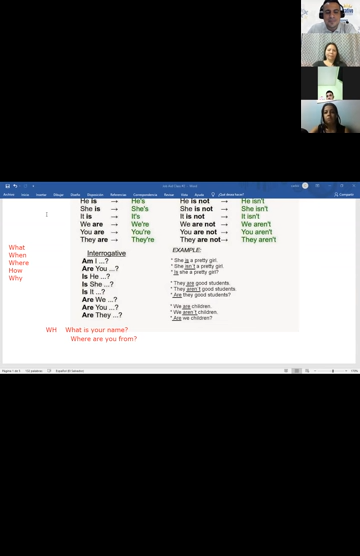 He is → He's He is not → He isn't
She is → She's She is not → She isn't
It is → It's It is not → It isn't
We are → We're We are not → We aren't
You are → You're You are not → You aren't
They are → They're They are not → They aren't
What
When
Where
How
Why
Interrogative
Am I ...?
Are You ...?
Is He ...?
Is She ...?
Is It ...?
Are We ...?
Are You ...?
Are They ...?
EXAMPLE:
* She is a pretty girl.
* She isn't a pretty girl.
* Is she a pretty girl?
* They are good students.
* They aren't good students.
* Are they good students?
* We are children.
* We aren't children.
* Are we children?
WH What is your name?
Where are you from?